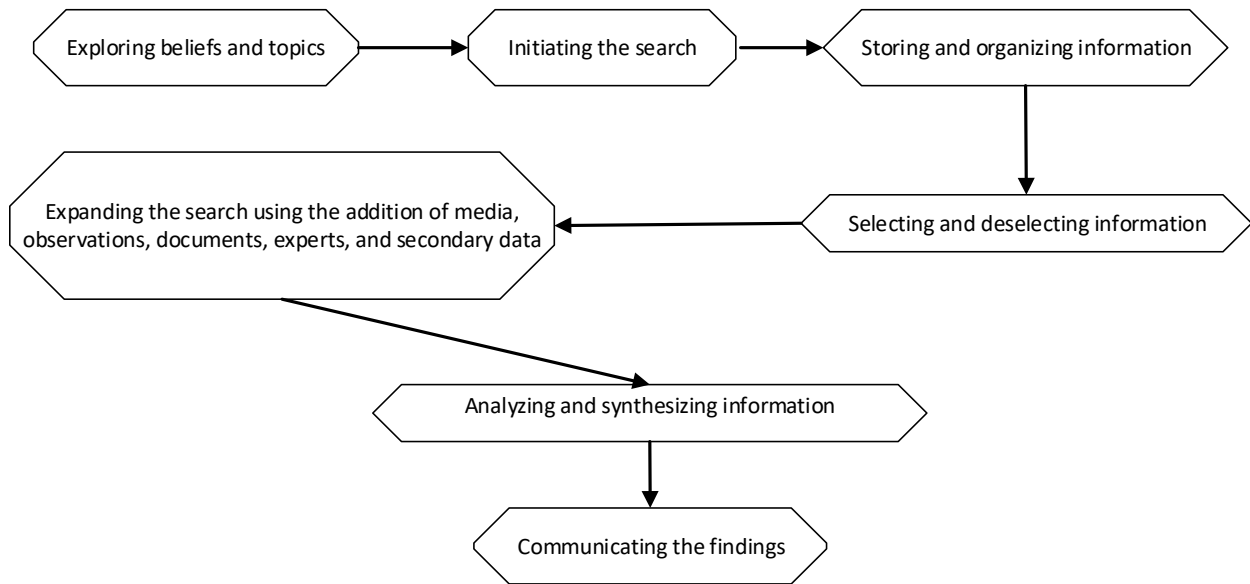 Exploring beliefs and topics
Initiating the search
Storing and organizing information
Selecting and deselecting information
Expanding the search using the addition of media,
observations, documents, experts, and secondary data
Analyzing and synthesizing information
Communicating the findings